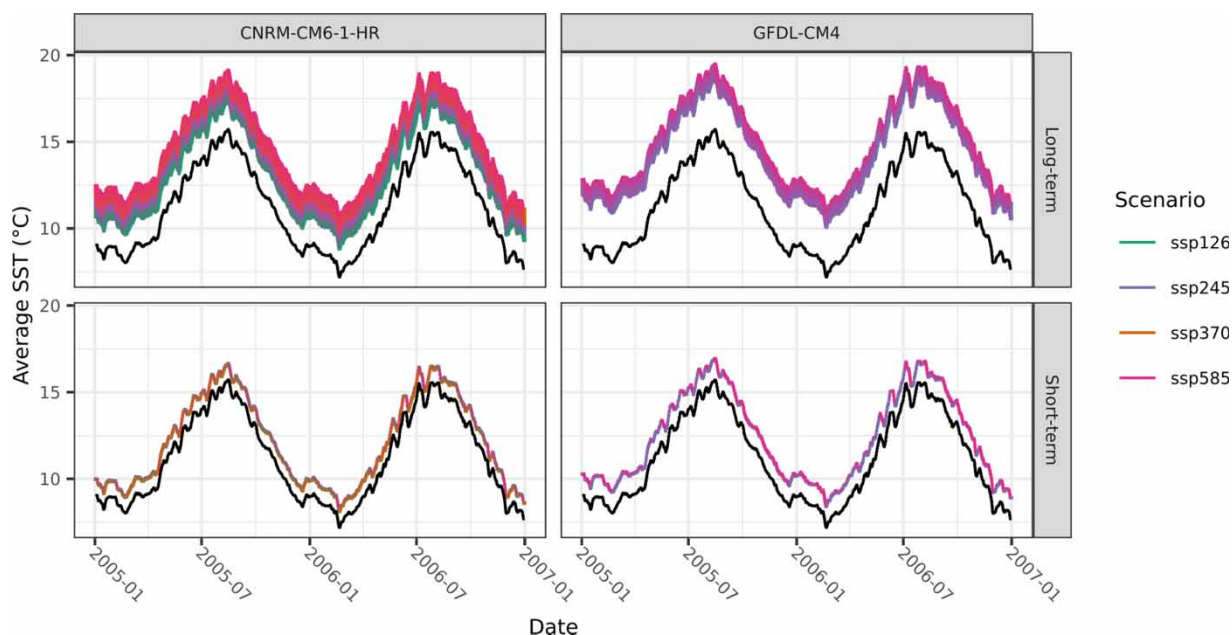 CNRM-CM6-1-HR
GFDL-CM4
20
15
10
Long-term
20
15
10
Short-term
Average SST (°C)
2005-01
2005-07
2006-01
2006-07
2007-01
2005-01
2005-07
2006-01
2006-07
2007-01
Date
Scenario
ssp126
ssp245
ssp370
ssp585